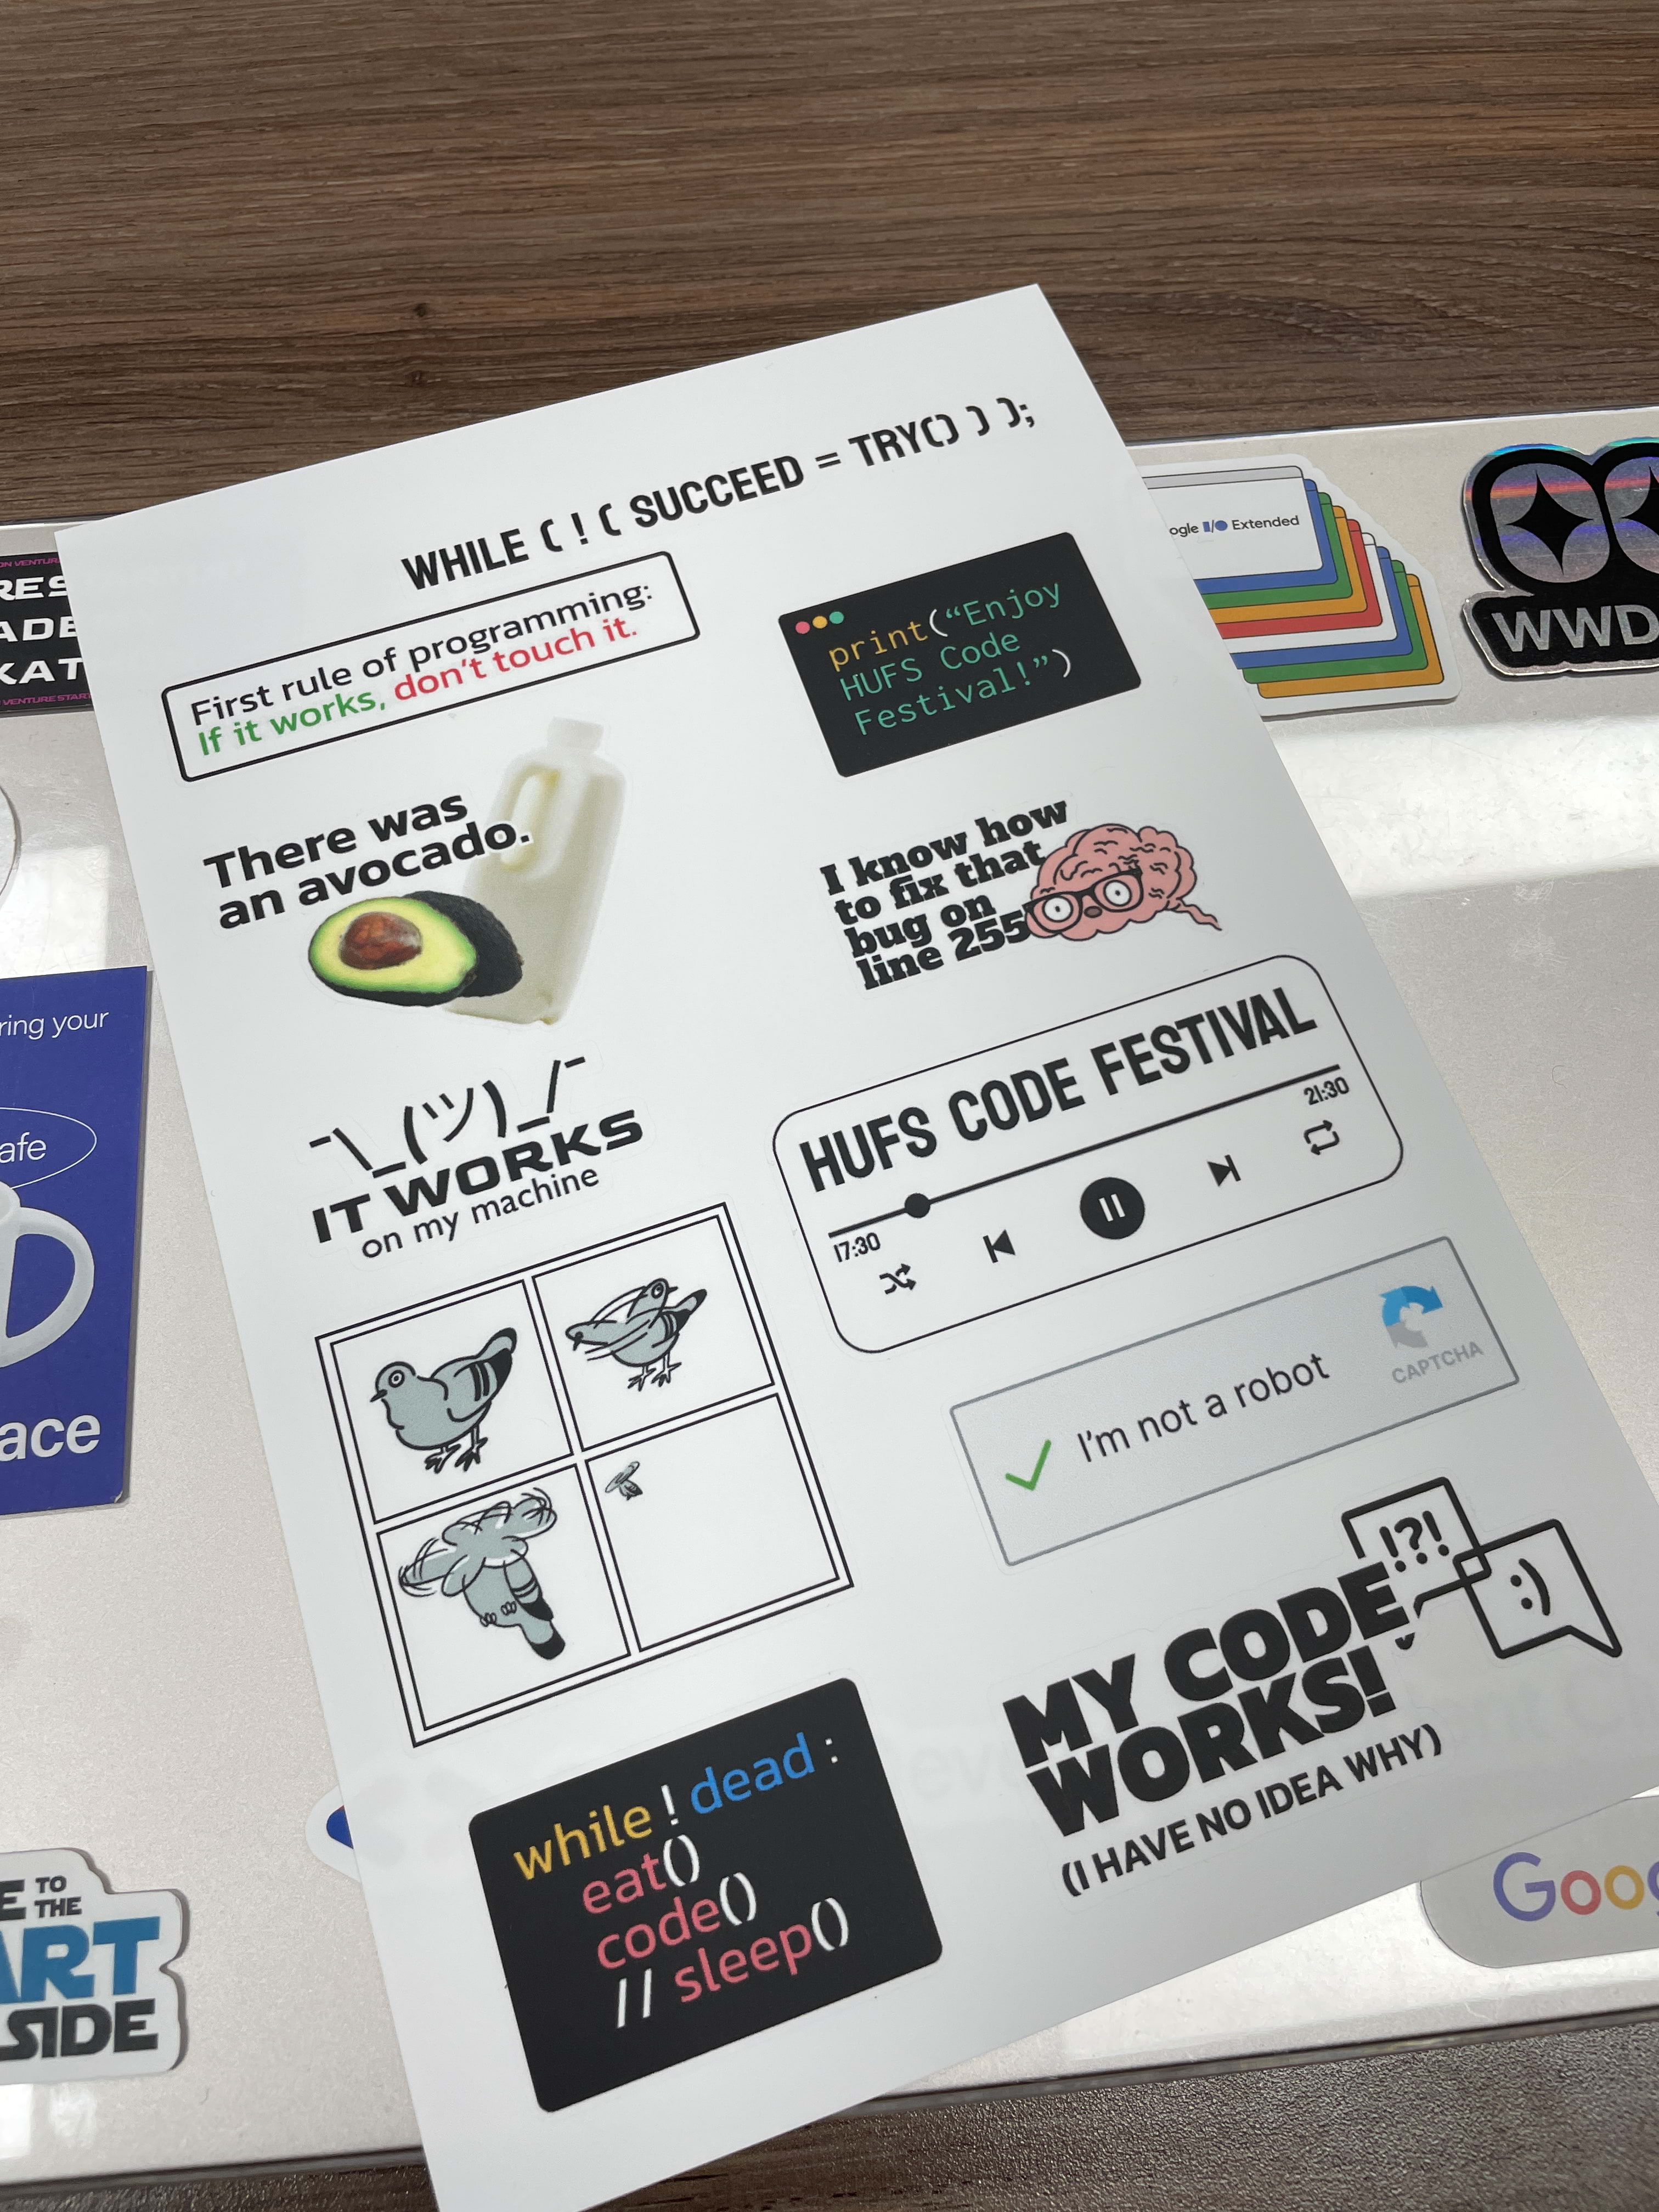 WHILE ( ! ( SUCCEED = TRY() ) );
First rule of programming:
If it works, don't touch it.
print(“Enjoy
HUFS Code
Festival!”)
There was
an avocado.
I know how
to fix that
bug on
line 255
¯\_(ツ)_/¯
IT WORKS
on my machine
HUFS CODE FESTIVAL
17:30
21:30
I'm not a robot
CAPTCHA
!?!
:)
MY CODE
WORKS!
(I HAVE NO IDEA WHY)
while ! dead :
eat()
code()
// sleep()
ogle I/O Extended
WWD
ring your
afe
ace
TO
THE
ART
SIDE
Goog
VENTURE STAR